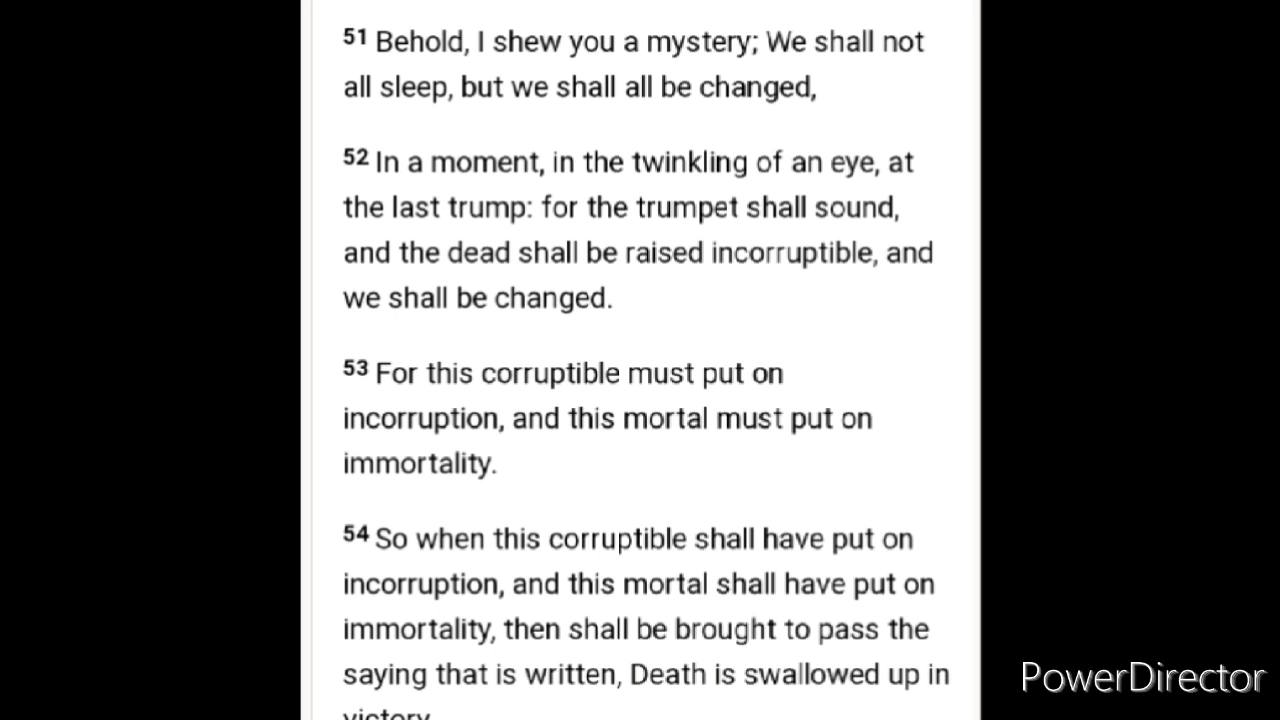 51 Behold, I shew you a mystery; We shall not
all sleep, but we shall all be changed,
52 In a moment, in the twinkling of an eye, at
the last trump: for the trumpet shall sound,
and the dead shall be raised incorruptible, and
we shall be changed.
53 For this corruptible must put on
incorruption, and this mortal must put on
immortality.
54 So when this corruptible shall have put on
incorruption, and this mortal shall have put on
immortality, then shall be brought to pass the
saying that is written, Death is swallowed up in
victory
PowerDirector